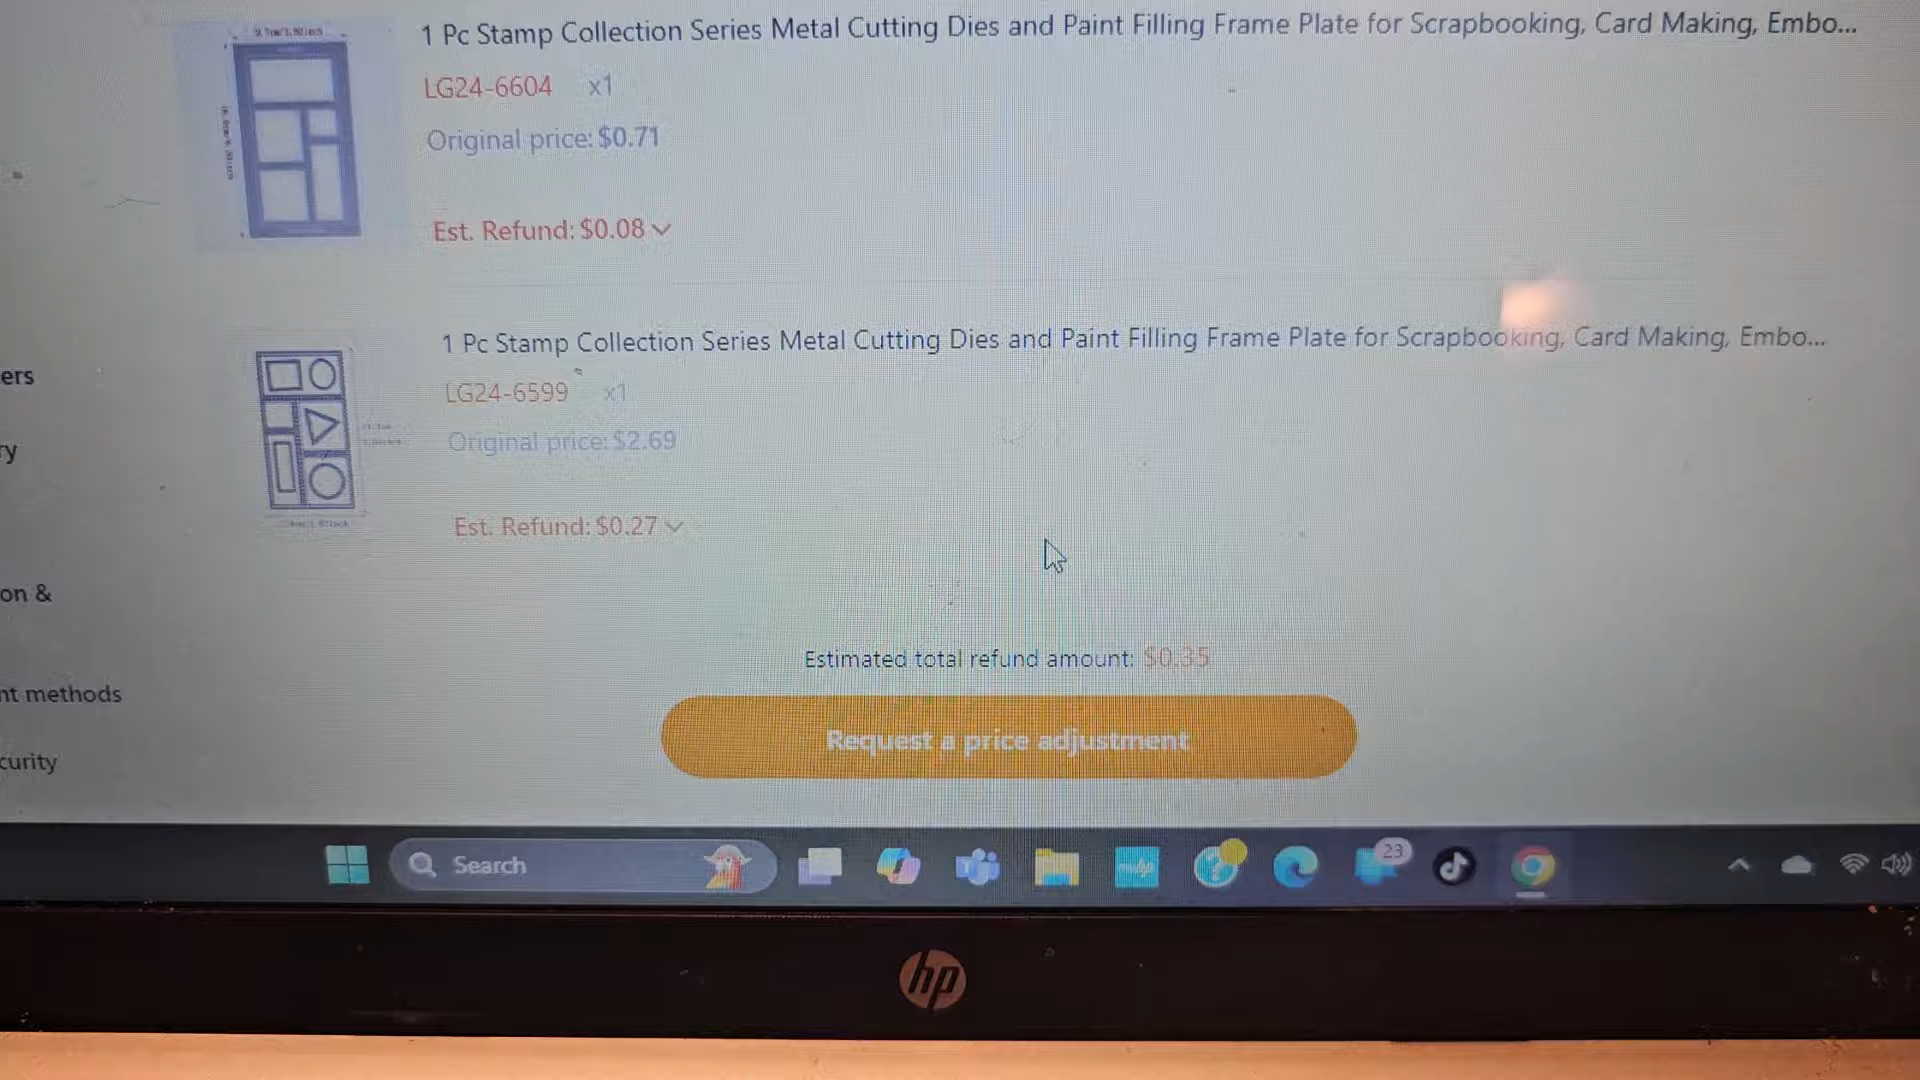 1 Pc Stamp Collection Series Metal Cutting Dies and Paint Filling Frame Plate for Scrapbooking, Card Making, Embo...
LG24-6604 x1
Original price: $0.71
Est. Refund: $0.08
1 Pc Stamp Collection Series Metal Cutting Dies and Paint Filling Frame Plate for Scrapbooking, Card Making, Embo...
LG24-6599 x1
Original price: $2.69
Est. Refund: $0.27
ers
ry
on &
nt methods
curity
Estimated total refund amount: $0.35
Request a price adjustment
Search
23
hp